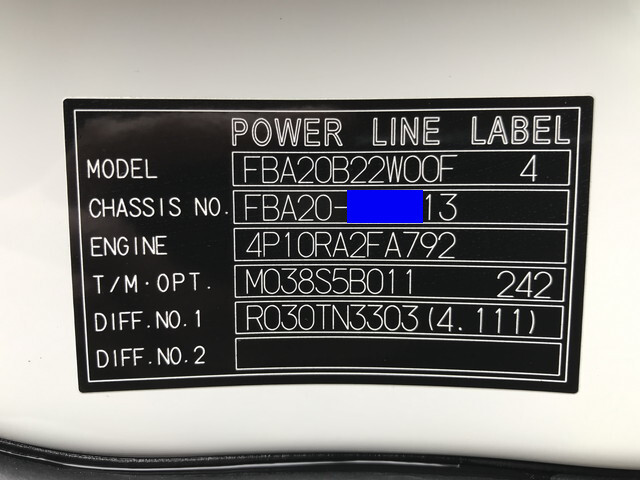 POWER LINE LABEL
MODEL FBA20B22W00F 4
CHASSIS NO. FBA20- 13
ENGINE 4P10RA2FA792
T/M·OPT. M038S5B011 242
DIFF.NO.1 R030TN3303(4.111)
DIFF.NO.2